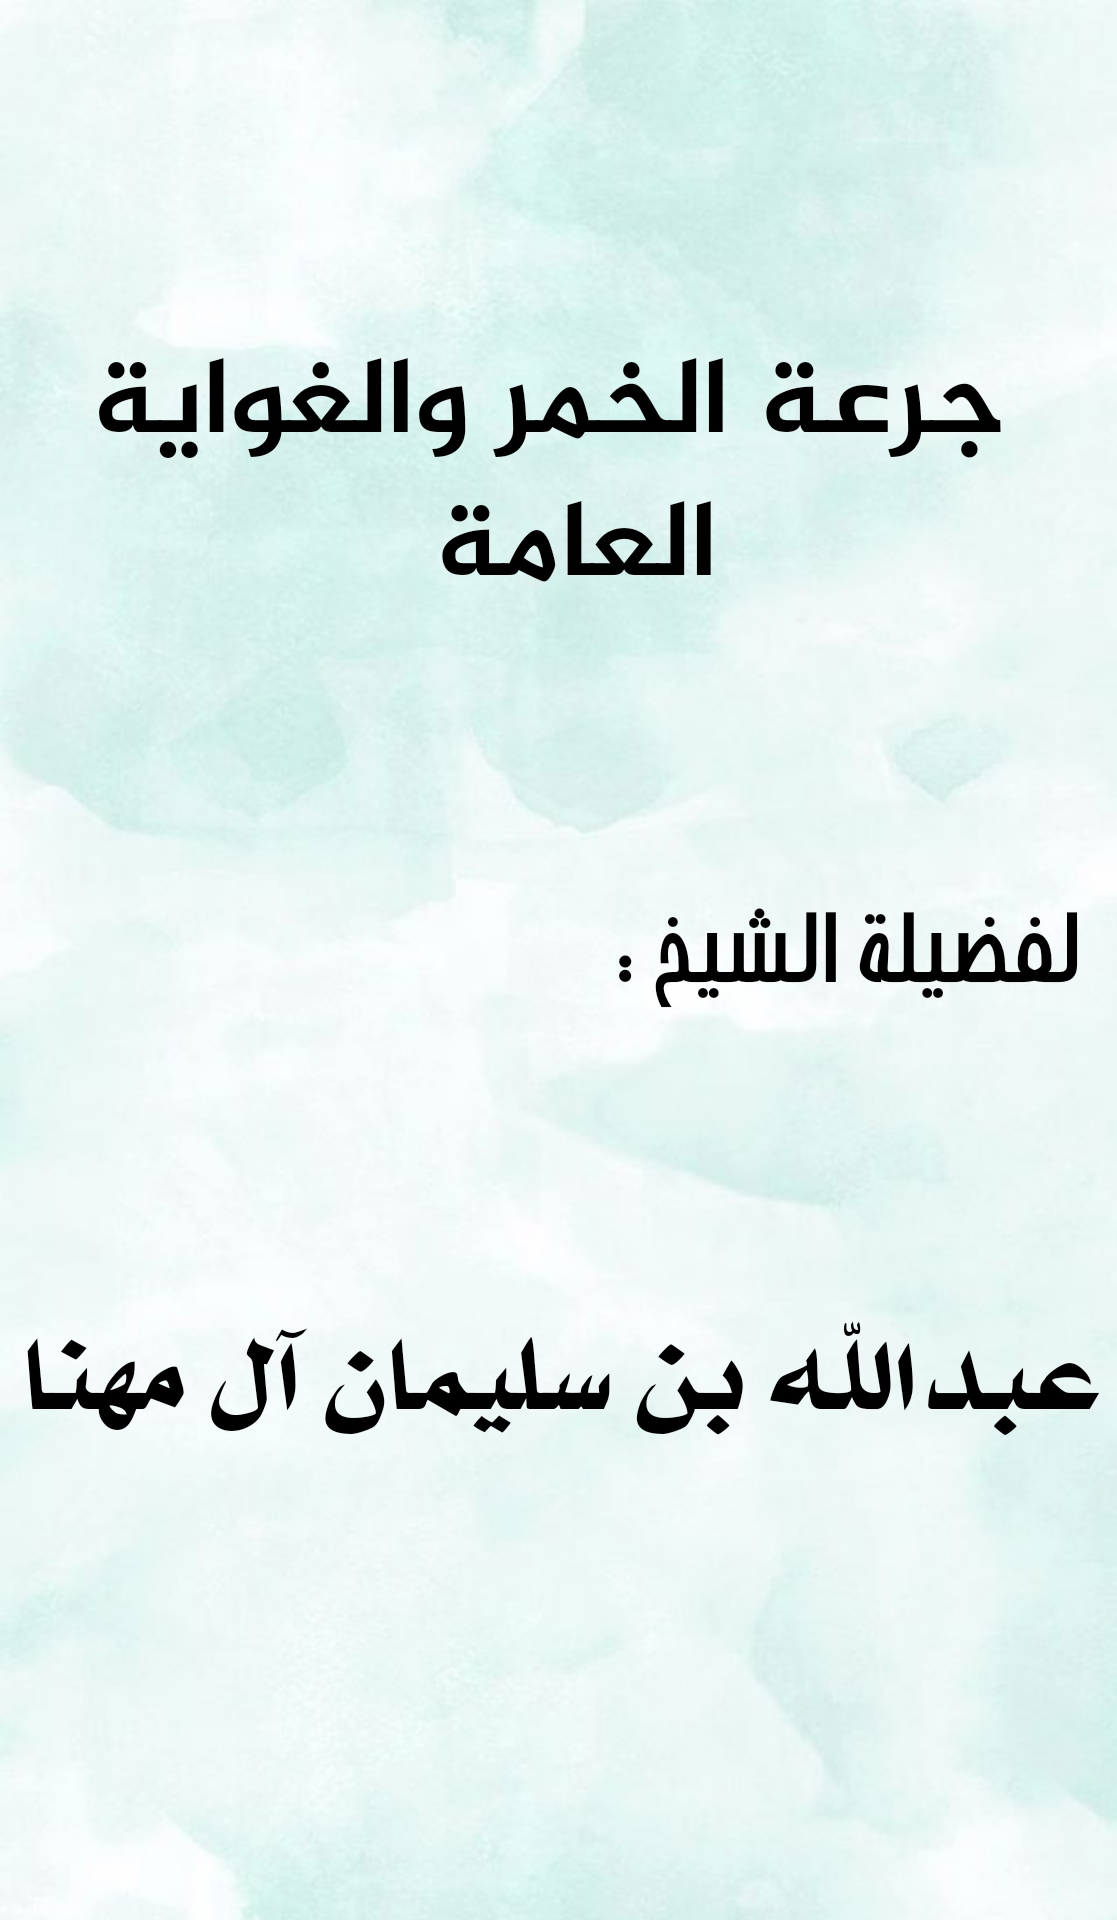 جرعة الخمر والغواية
العامة
لفضيلة الشيخ :
عبدالله بن سليمان آل مهنا